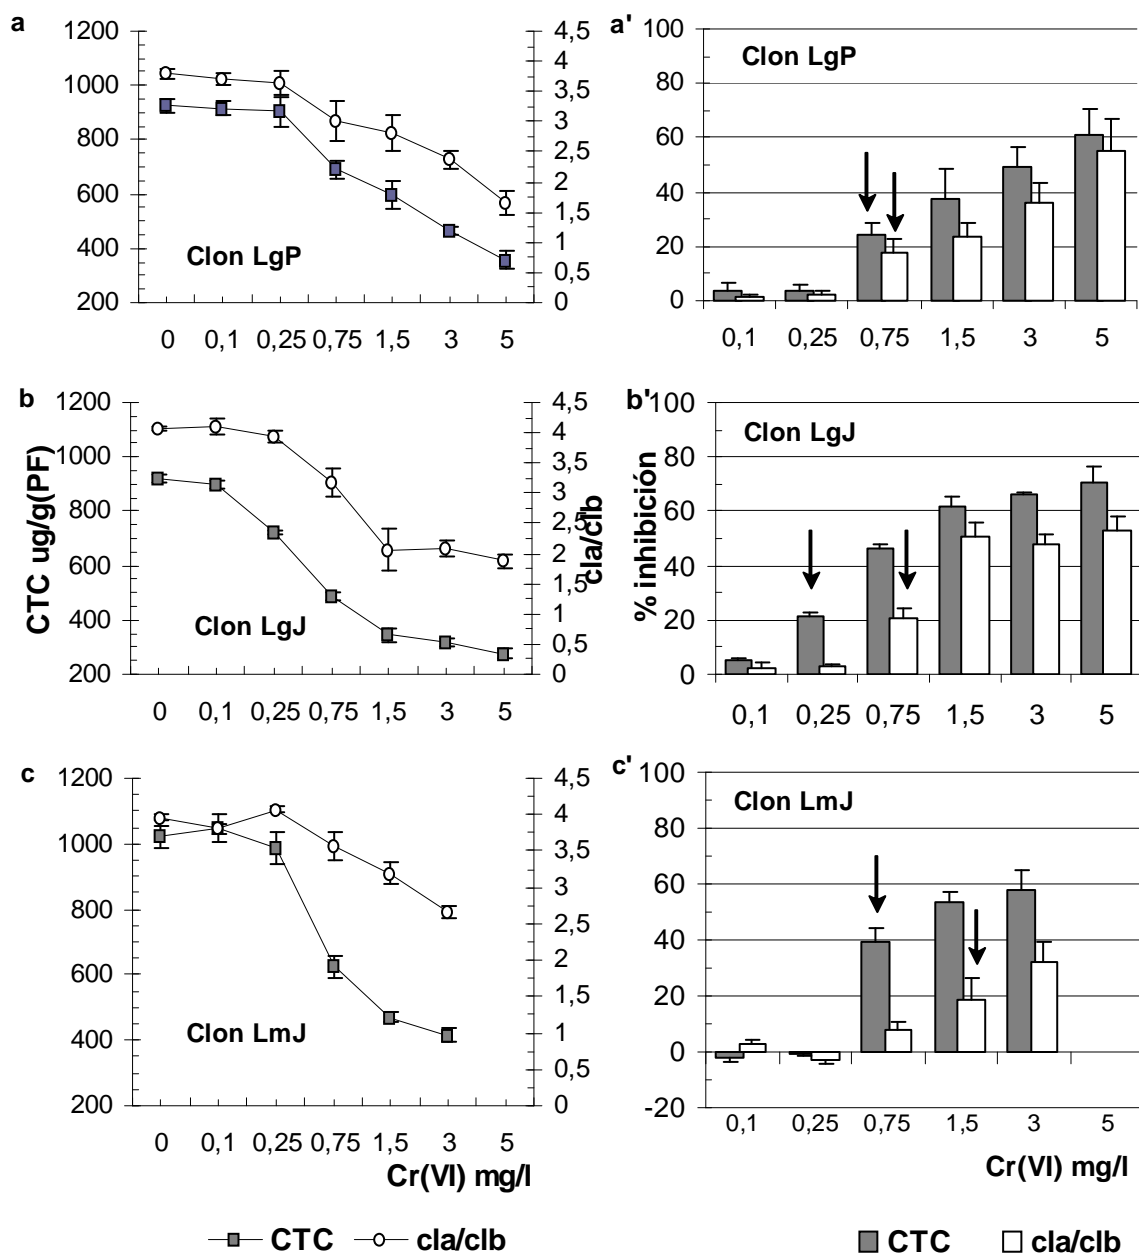 a
1200
1000
800
600
400
200
4,5
4
3,5
3
2,5
2
1,5
1
0,5
0
Clon LgP
0 0,1 0,25 0,75 1,5 3 5
a'
100
80
60
40
20
0
Clon LgP
0,1 0,25 0,75 1,5 3 5
b
1200
1000
800
600
400
200
CTC ug/g(PF)
4,5
4
3,5
3
2,5
2
1,5
1
0,5
0
cla/clb
Clon LgJ
0 0,1 0,25 0,75 1,5 3 5
b'
100
80
60
40
20
0
% inhibición
Clon LgJ
0,1 0,25 0,75 1,5 3 5
c
1200
1000
800
600
400
200
4,5
4
3,5
3
2,5
2
1,5
1
0,5
0
Clon LmJ
0 0,1 0,25 0,75 1,5 3 5
Cr(VI) mg/l
c'
100
80
60
40
20
0
-20
Clon LmJ
0,1 0,25 0,75 1,5 3 5
Cr(VI) mg/l
CTC cla/clb
CTC cla/clb